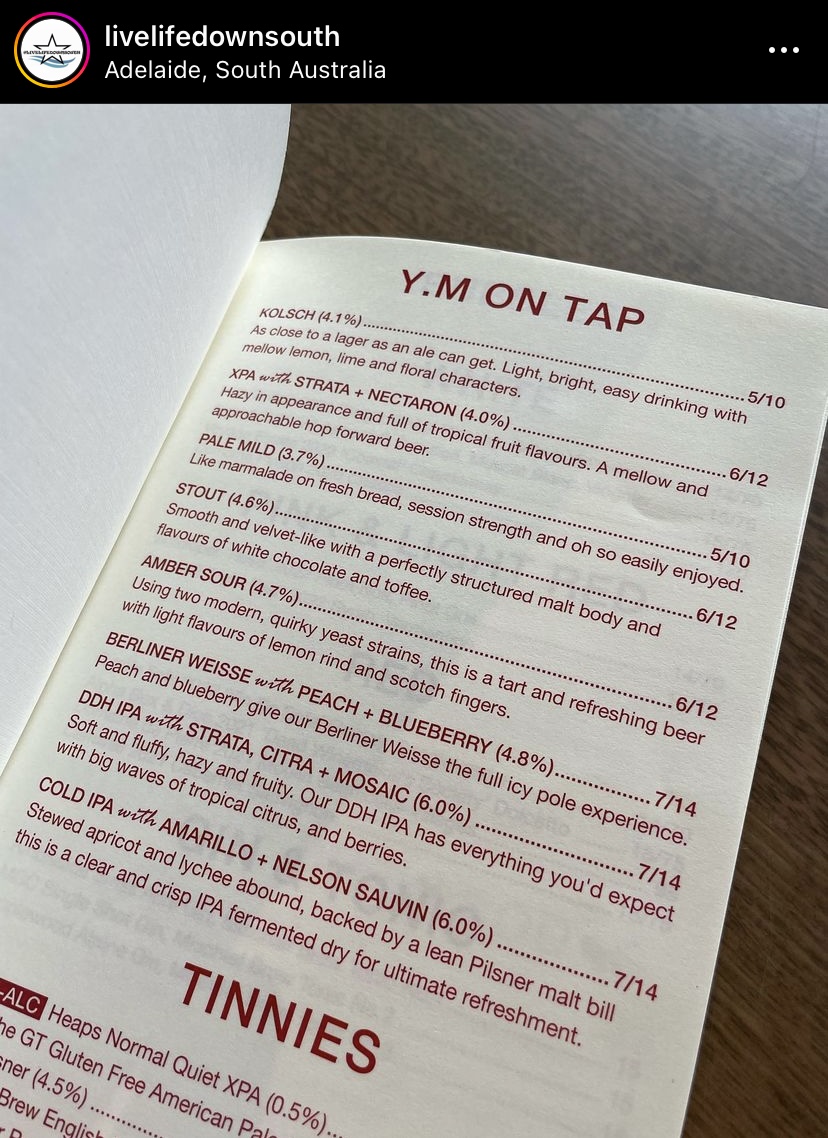 livelifedownsouth
Adelaide, South Australia
#LIVELIFEDOWNSOUTH
Y.M ON TAP
KOLSCH (4.1%)........5/10
As close to a lager as an ale can get. Light, bright, easy drinking with
mellow lemon, lime and floral characters.
XPA with STRATA + NECTARON (4.0%)........6/12
Hazy in appearance and full of tropical fruit flavours. A mellow and
approachable hop forward beer.
PALE MILD (3.7%)........5/10
Like marmalade on fresh bread, session strength and oh so easily enjoyed.
STOUT (4.6%)........6/12
Smooth and velvet-like with a perfectly structured malt body and
flavours of white chocolate and toffee.
AMBER SOUR (4.7%)........6/12
Using two modern, quirky yeast strains, this is a tart and refreshing beer
with light flavours of lemon rind and scotch fingers.
BERLINER WEISSE with PEACH + BLUEBERRY (4.8%)........7/14
Peach and blueberry give our Berliner Weisse the full icy pole experience.
DDH IPA with STRATA, CITRA + MOSAIC (6.0%)........7/14
Soft and fluffy, hazy and fruity. Our DDH IPA has everything you'd expect
with big waves of tropical citrus, and berries.
COLD IPA with AMARILLO + NELSON SAUVIN (6.0%)........7/14
Stewed apricot and lychee abound, backed by a lean Pilsner malt bill
this is a clear and crisp IPA fermented dry for ultimate refreshment.
TINNIES
-ALC Heaps Normal Quiet XPA (0.5%)...
GT Gluten Free American Pale
(4.5%)........
Brew English